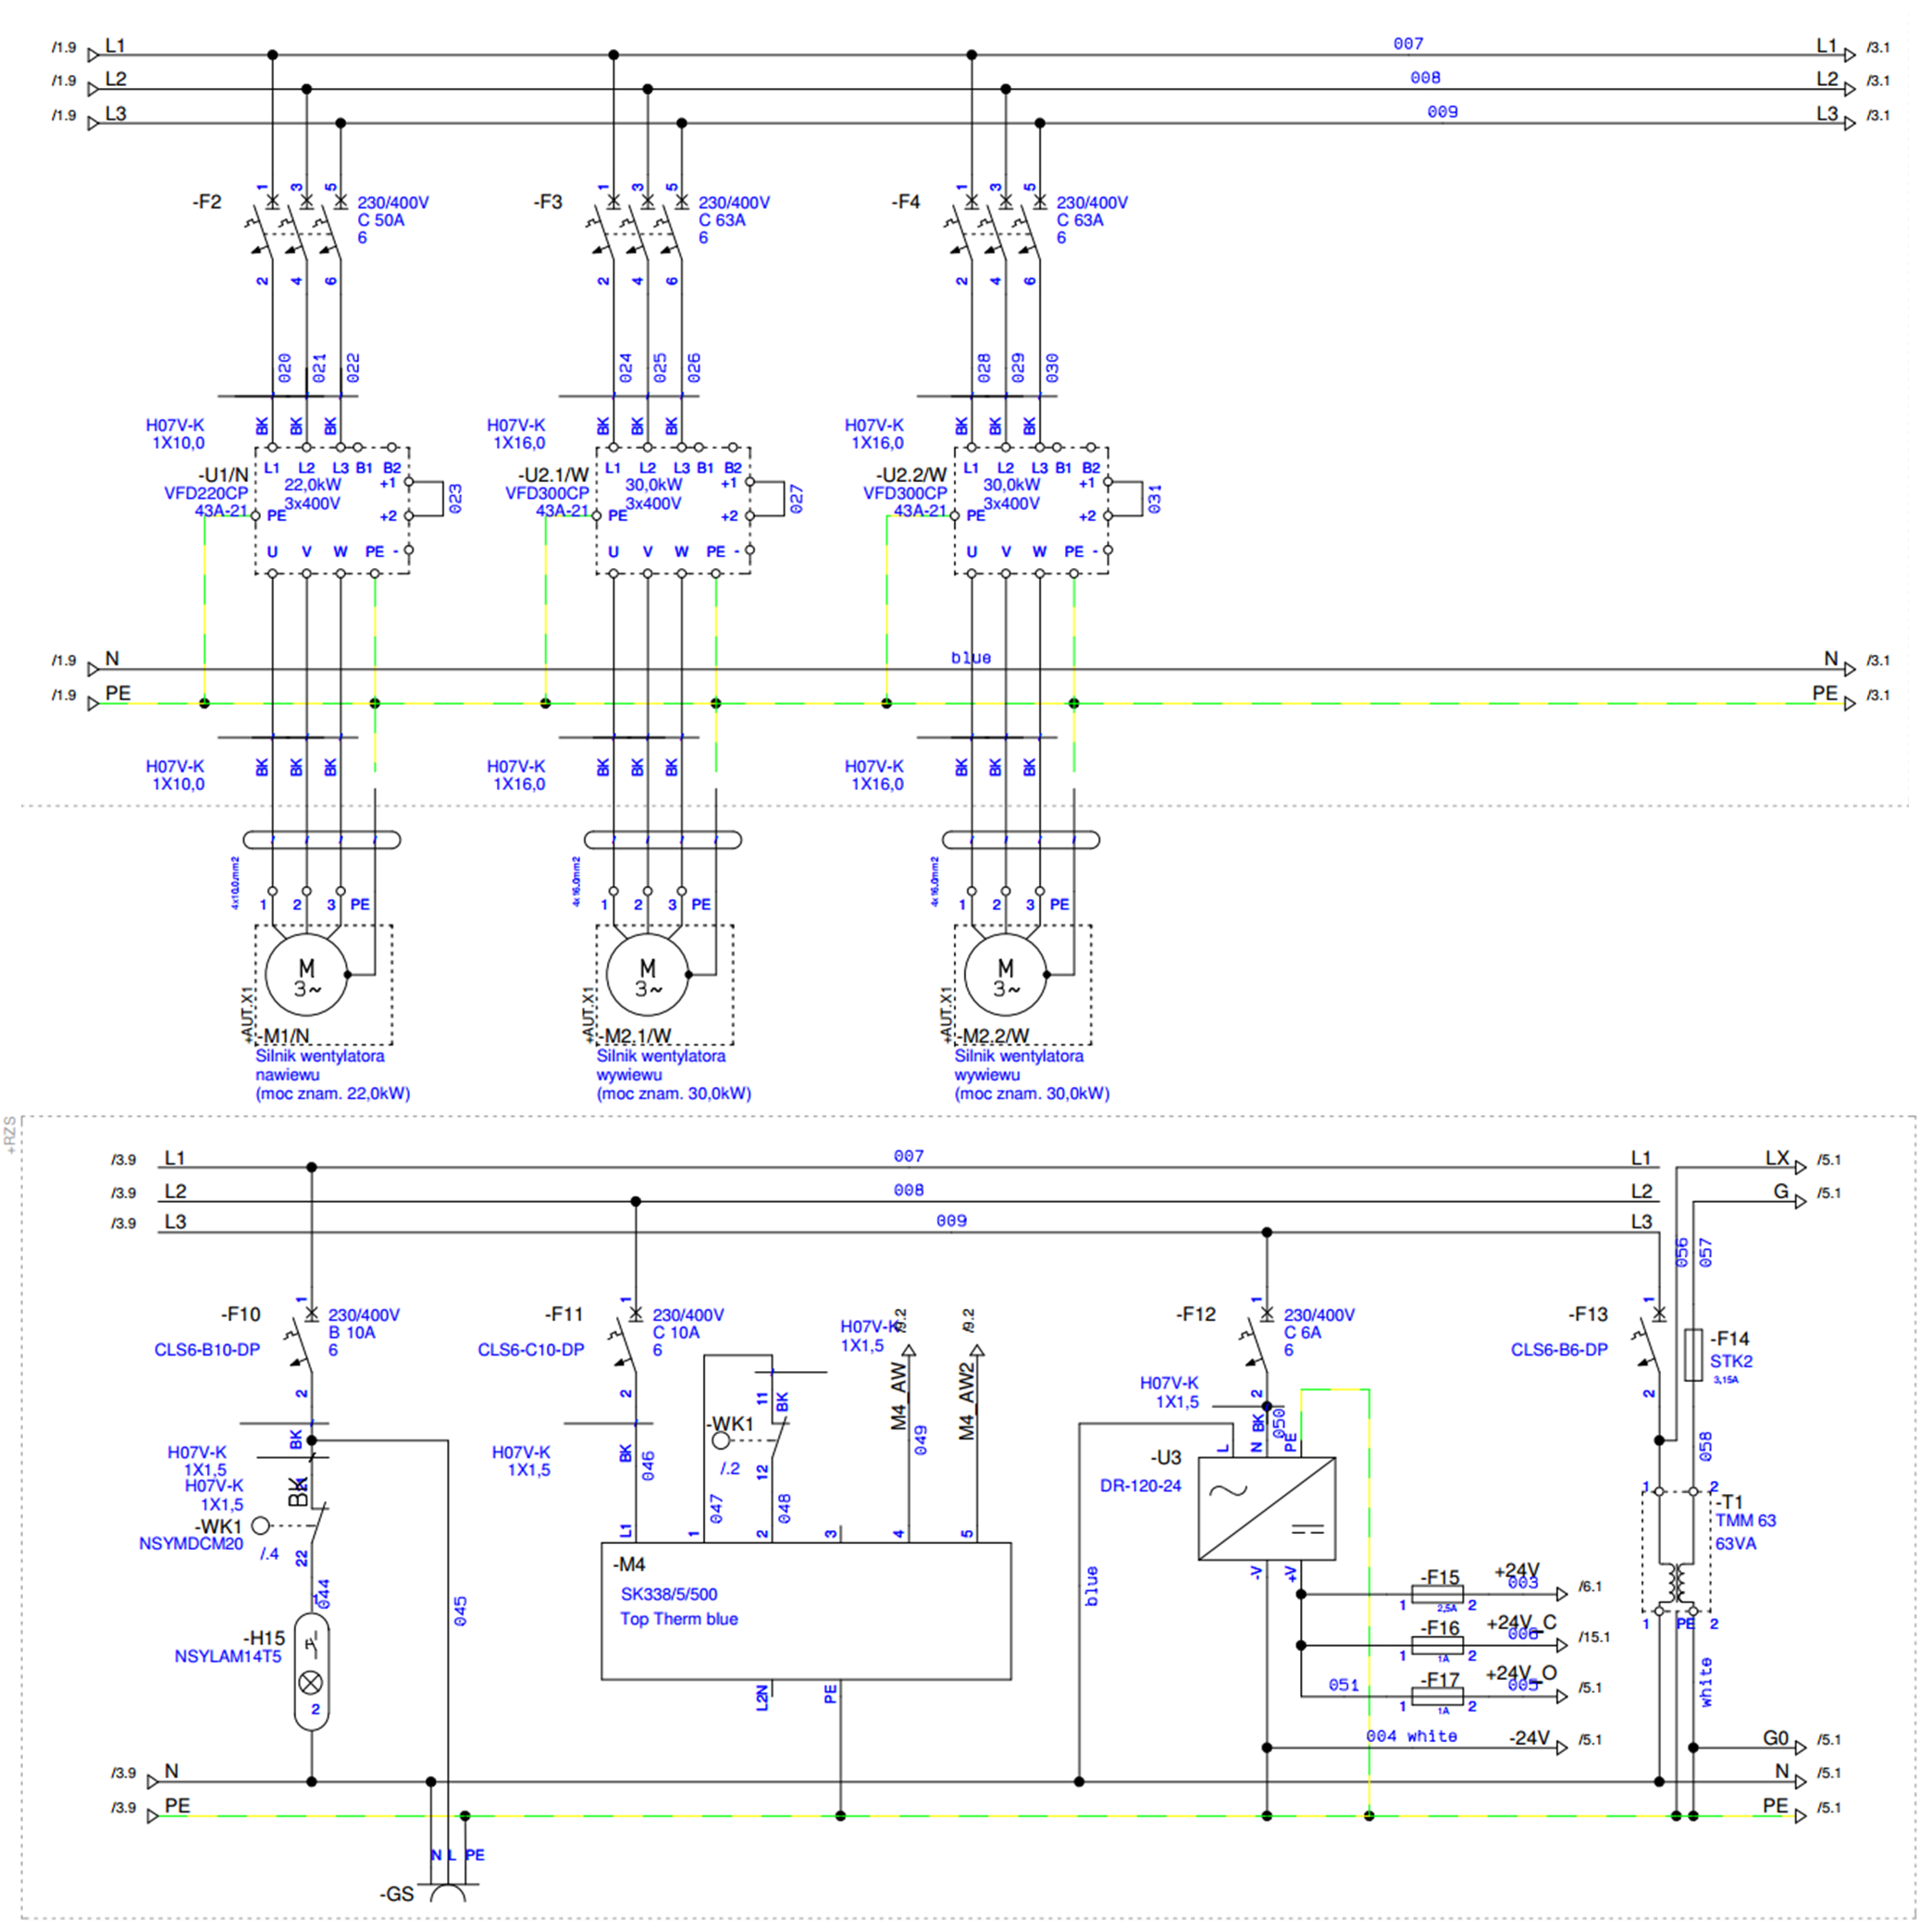 /1.9 L1 007 L1 /3.1
/1.9 L2 008 L2 /3.1
/1.9 L3 009 L3 /3.1
-F2 1 3 5 230/400V -F3 1 3 5 230/400V -F4 1 3 5 230/400V
C 50A C 63A C 63A
6 6 6
2 4 6 2 4 6 2 4 6
020 021 022 024 025 026 028 029 030
H07V-K BK BK BK H07V-K BK BK BK H07V-K BK BK BK
1X10,0 1X16,0 1X16,0
-U1/N L1 L2 L3 B1 B2 -U2.1/W L1 L2 L3 B1 B2 -U2.2/W L1 L2 L3 B1 B2
VFD220CP 22,0kW +1 023 VFD300CP 30,0kW +1 027 VFD300CP 30,0kW +1 031
43A-21 3x400V 43A-21 3x400V 43A-21 3x400V
PE +2 PE +2 PE +2
U V W PE - U V W PE - U V W PE -
/1.9 N blue N /3.1
/1.9 PE PE /3.1
H07V-K BK BK BK H07V-K BK BK BK H07V-K BK BK BK
1X10,0 1X16,0 1X16,0
4x10.0mm2 4x16.0mm2 4x16.0mm2
1 2 3 PE 1 2 3 PE 1 2 3 PE
M M M
3~ 3~ 3~
+AUT.X1 +AUT.X1 +AUT.X1
-M1/N -M2.1/W -M2.2/W
Silnik wentylatora Silnik wentylatora Silnik wentylatora
nawiewu wywiewu wywiewu
(moc znam. 22,0kW) (moc znam. 30,0kW) (moc znam. 30,0kW)
+RZS
/3.9 L1 007 L1 LX /5.1
/3.9 L2 008 L2 G /5.1
/3.9 L3 009 L3
056 057
-F10 1 230/400V -F11 1 230/400V -F12 1 230/400V -F13 1
B 10A C 10A C 6A
CLS6-B10-DP 6 CLS6-C10-DP 6 6 CLS6-B6-DP
2 2 2 2
H07V-K /9.2 /9.2
1X1,5
M4_AW M4_AW2
049
-F14
STK2
3,15A
058
H07V-K BK
1X1,5
H07V-K
1X1,5
BK
-WK1
NSYMDCM20
/.4 22
044
045
-H15 1
NSYLAM14T5
2
H07V-K BK 046
1X1,5
11 BK
-WK1
/.2 12
047 048
L1 1 2 3 4 5
-M4
SK338/5/500
Top Therm blue
L2N PE
H07V-K
1X1,5
BK 050
L N PE
-U3
DR-120-24
blue
-V +V
-F15 +24V 003 /6.1
1 2,5A 2
-F16 +24V_C 006 /15.1
1 1A 2
051 -F17 +24V_O 005 /5.1
1 1A 2
004 white -24V /5.1
1 2 -T1
TMM 63
63VA
1 PE 2
white
G0 /5.1
/3.9 N N /5.1
/3.9 PE PE /5.1
N L PE
-GS